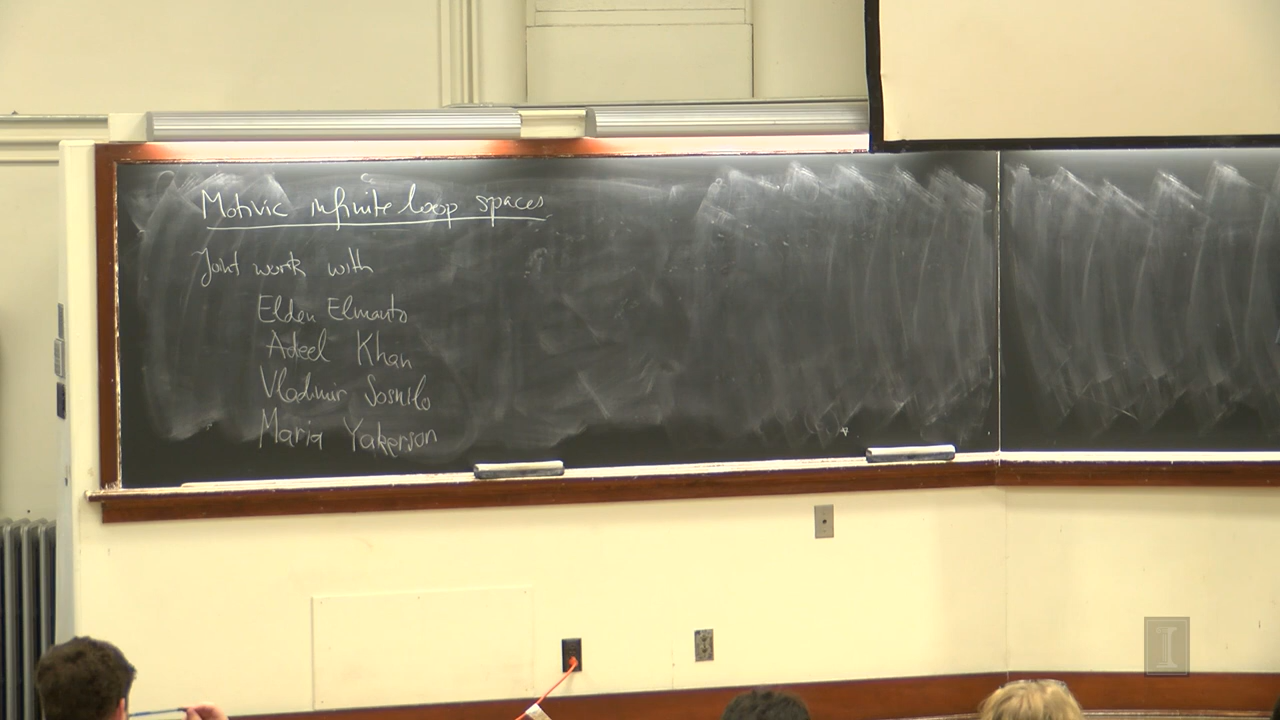 Motivic infinite loop spaces
Joint work with
Elden Elmanto
Adeel Khan
Vladimir Sosnilo
Maria Yakerson
I